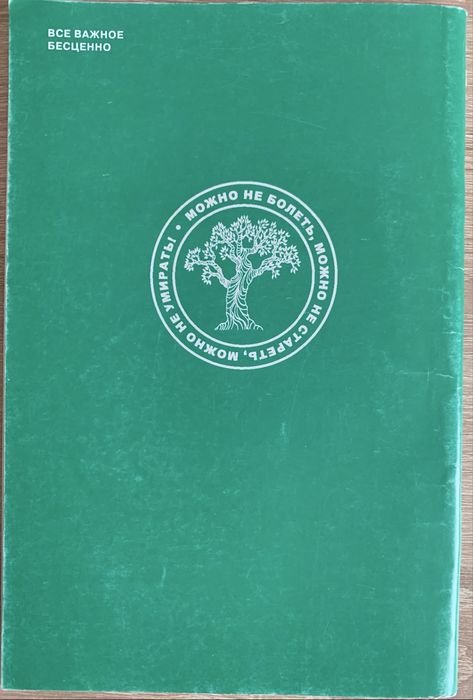 ВСЕ ВАЖНОЕ
БЕСЦЕННО
• МОЖНО НЕ БОЛЕТЬ, МОЖНО НЕ СТАРЕТЬ, МОЖНО НЕ УМИРАТЬ!